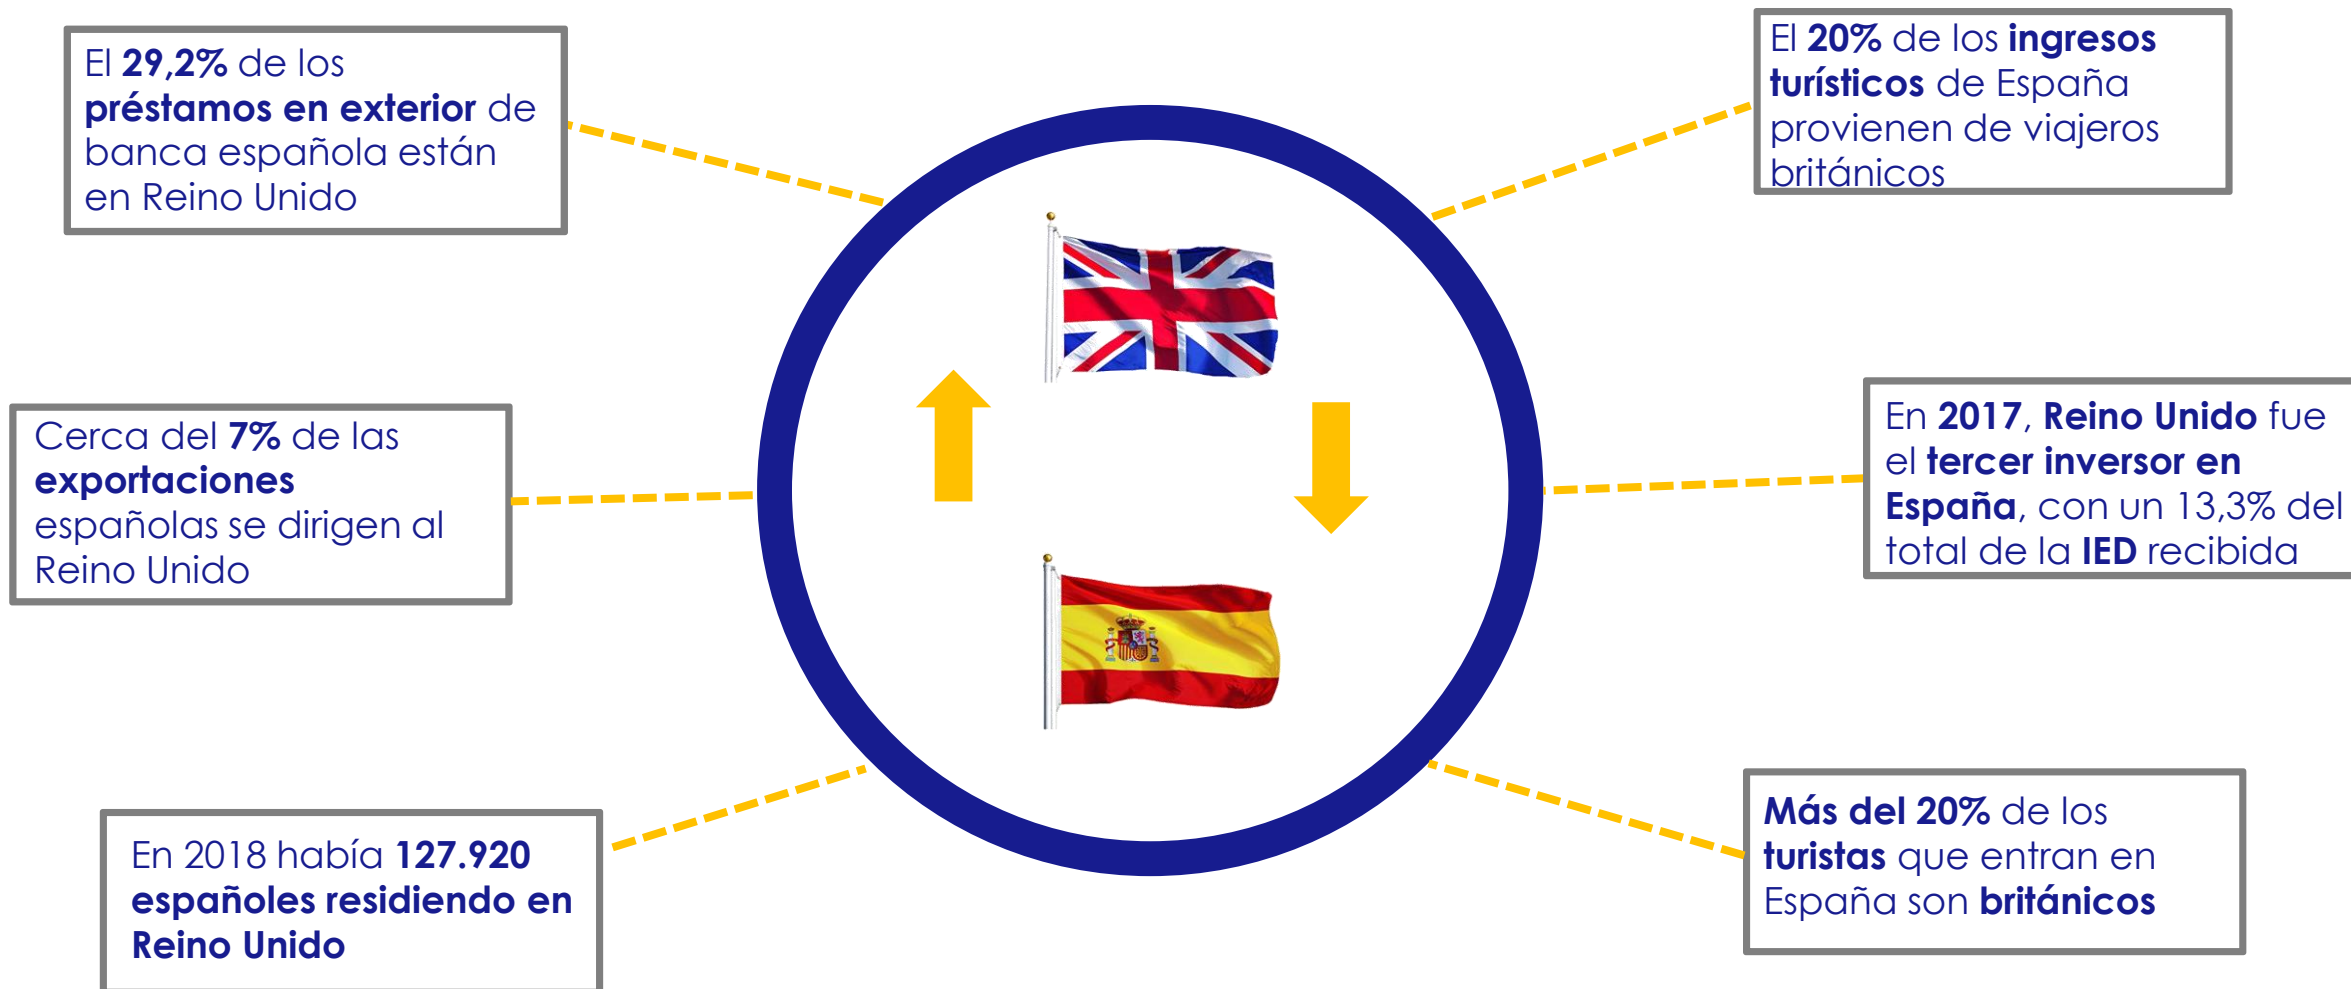 El 29,2% de los
préstamos en exterior de
banca española están
en Reino Unido
El 20% de los ingresos
turísticos de España
provienen de viajeros
británicos
Cerca del 7% de las
exportaciones
españolas se dirigen al
Reino Unido
En 2017, Reino Unido fue
el tercer inversor en
España, con un 13,3% del
total de la IED recibida
En 2018 había 127.920
españoles residiendo en
Reino Unido
Más del 20% de los
turistas que entran en
España son británicos